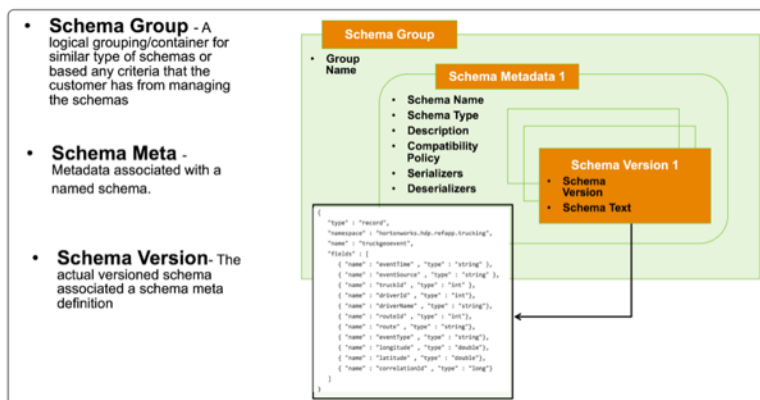 • Schema Group - A
logical grouping/container for
similar type of schemas or
based any criteria that the
customer has from managing
the schemas
• Schema Meta -
Metadata associated with a
named schema.
• Schema Version- The
actual versioned schema
associated a schema meta
definition
Schema Group
• Group
Name
Schema Metadata 1
• Schema Name
• Schema Type
• Description
• Compatibility
Policy
• Serializers
• Deserializers
Schema Version 1
• Schema
Version
• Schema Text
{
"type" : "record",
"namespace" : "hortonworks.hdp.refapp.trucking",
"name" : "truckgeoevent",
"fields" : [
{ "name" : "eventTime" , "type" : "string" },
{ "name" : "eventSource" , "type" : "string" },
{ "name" : "truckId" , "type" : "int" },
{ "name" : "driverId" , "type" : "int"},
{ "name" : "driverName" , "type" : "string"},
{ "name" : "routeId" , "type" : "int"},
{ "name" : "route" , "type" : "string"},
{ "name" : "eventType" , "type" : "string"},
{ "name" : "longitude" , "type" : "double"},
{ "name" : "latitude" , "type" : "double"},
{ "name" : "correlationId" , "type" : "long"}
]
}